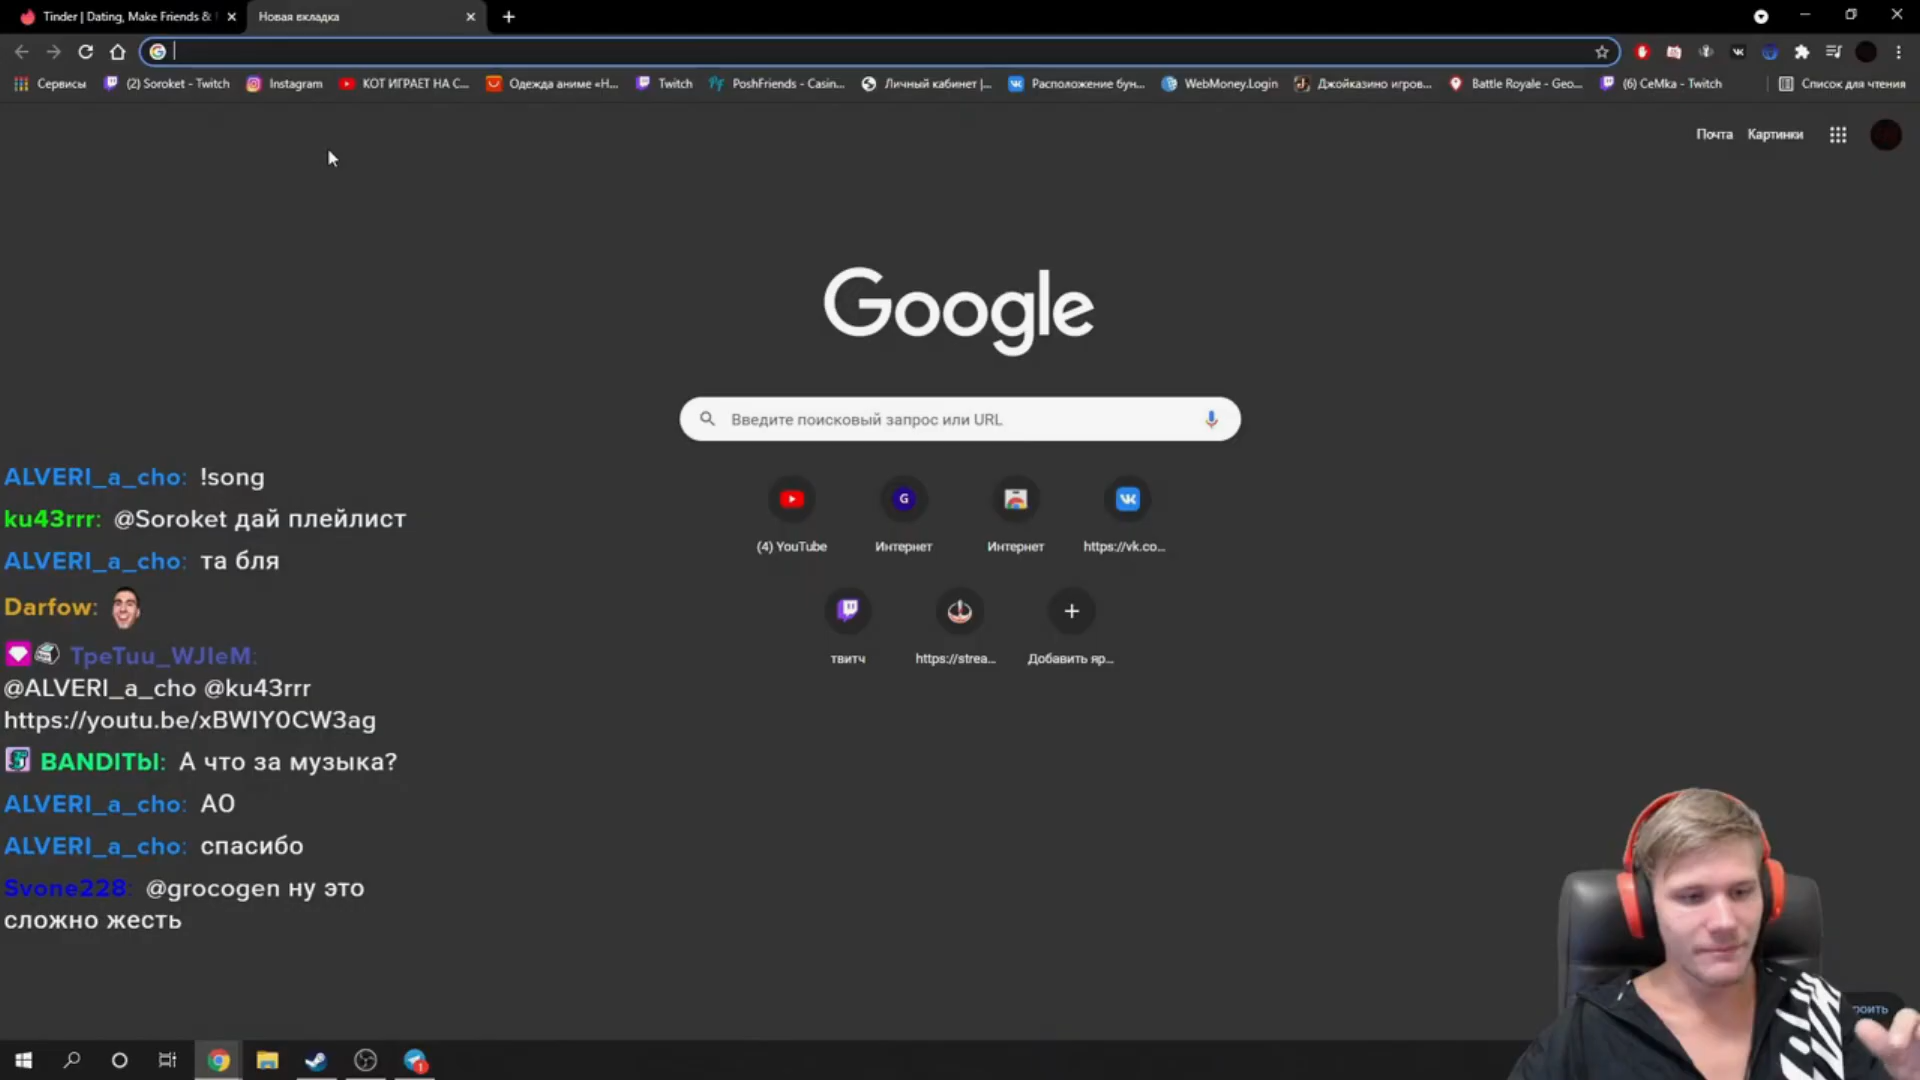 Tinder | Dating, Make Friends &
Новая вкладка
Сервисы
(2) Soroket - Twitch
Instagram
КОТ ИГРАЕТ НА С...
Одежда аниме «Н...
Twitch
PoshFriends - Casin...
Личный кабинет |...
Расположение бун...
WebMoney.Login
Джойказино игров...
Battle Royale - Geo...
(6) CeMka - Twitch
Список для чтения
Почта
Картинки
Google
Введите поисковый запрос или URL
(4) YouTube
Интернет
Интернет
https://vk.co...
твитч
https://strea...
Добавить яр...
ALVERI_a_cho: !song
ku43rrr: @Soroket дай плейлист
ALVERI_a_cho: та бля
Darfow:
TpeTuu_WJIeM:
@ALVERI_a_cho @ku43rrr
https://youtu.be/xBWIY0CW3ag
BANDITЫ: А что за музыка?
ALVERI_a_cho: АО
ALVERI_a_cho: спасибо
Svone228: @grocogen ну это
сложно жесть
роить